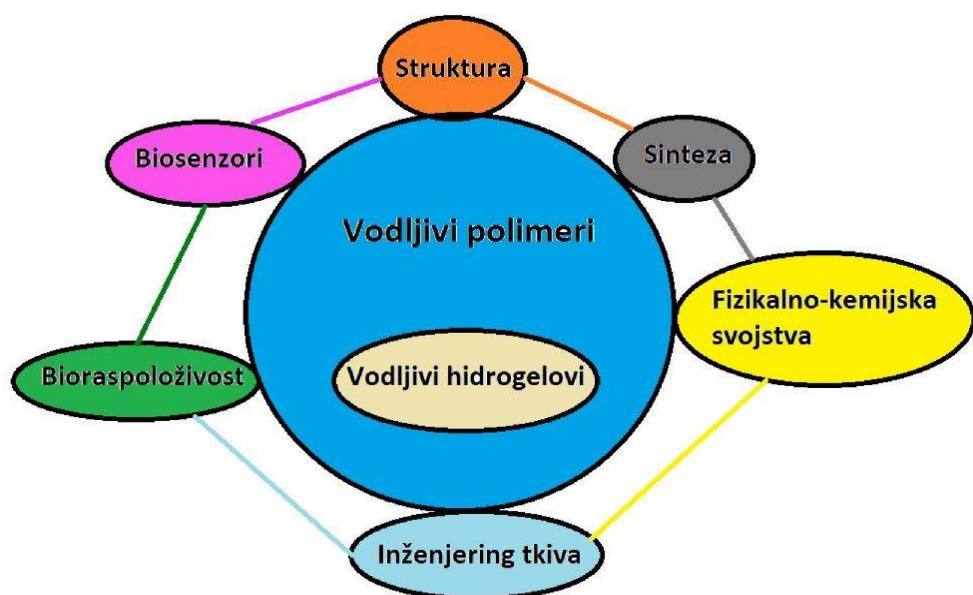 Struktura
Biosenzori
Sinteza
Vodljivi polimeri
Fizikalno-kemijska
svojstva
Bioraspoloživost
Vodljivi hidrogelovi
Inženjering tkiva